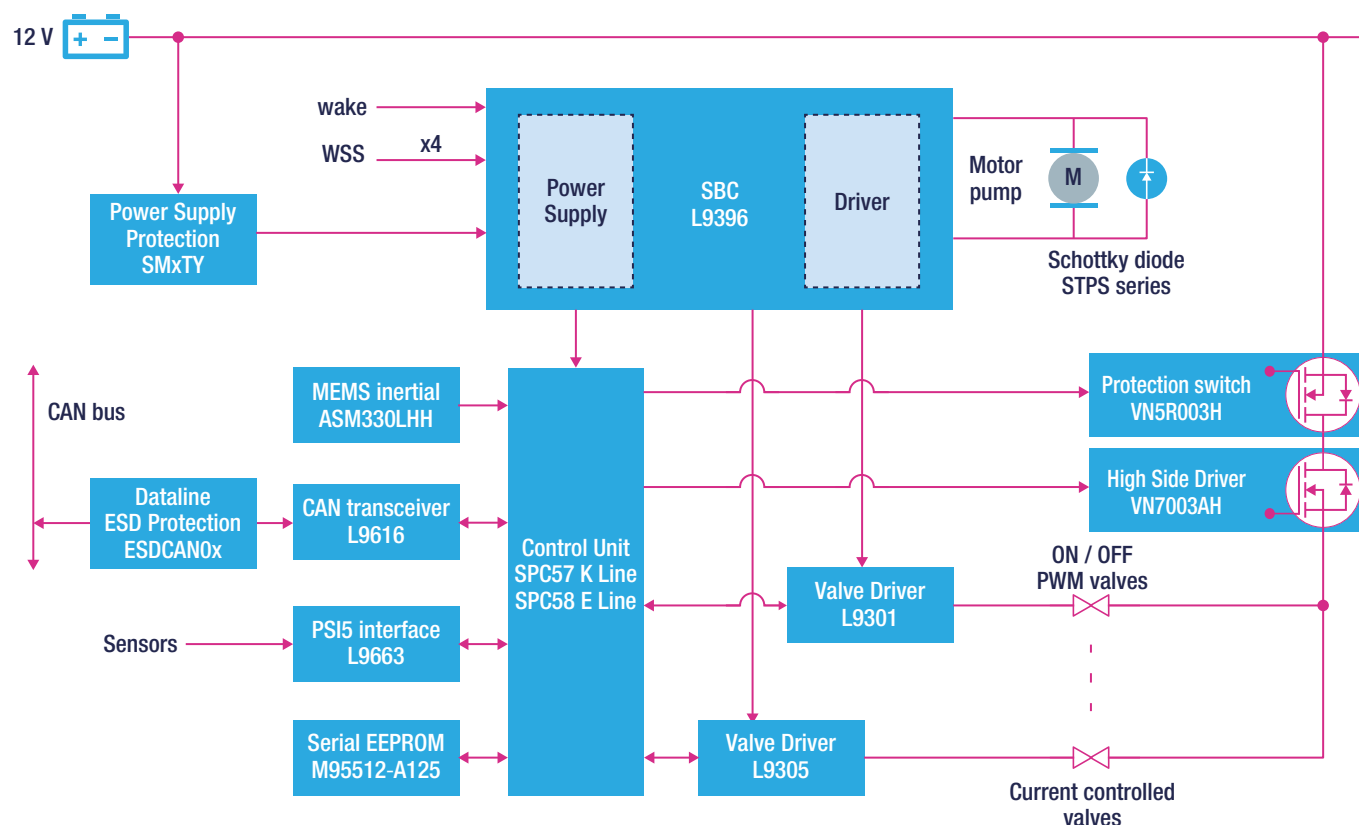 12 V
+ −
wake
WSS
x4
Power Supply
Protection
SMxTY
Power
Supply
SBC
L9396
Driver
Motor
pump
M
Schottky diode
STPS series
CAN bus
MEMS inertial
ASM330LHH
Protection switch
VN5R003H
High Side Driver
VN7003AH
Dataline
ESD Protection
ESDCAN0x
CAN transceiver
L9616
Control Unit
SPC57 K Line
SPC58 E Line
ON / OFF
PWM valves
Valve Driver
L9301
Sensors
PSI5 interface
L9663
Serial EEPROM
M95512-A125
Valve Driver
L9305
Current controlled
valves